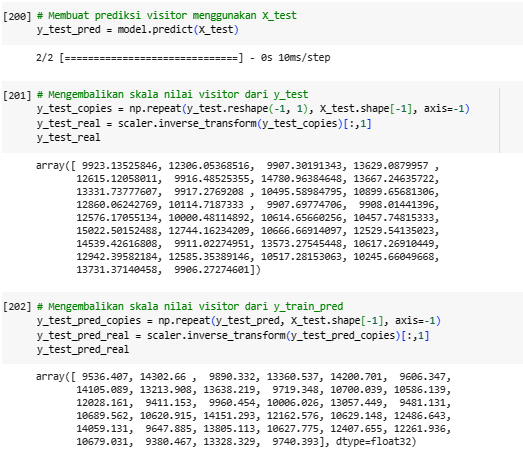 [200] # Membuat prediksi visitor menggunakan X_test
y_test_pred = model.predict(X_test)
2/2 [==============================] - 0s 10ms/step
[201] # Mengembalikan skala nilai visitor dari y_test
y_test_copies = np.repeat(y_test.reshape(-1, 1), X_test.shape[-1], axis=-1)
y_test_real = scaler.inverse_transform(y_test_copies)[:,1]
y_test_real
array([ 9923.13525846, 12306.05368516,  9907.30191343, 13629.0879957 ,
12615.12058011,  9916.48525355, 14780.96384648, 13667.24635722,
13331.73777607,  9917.2769208 , 10495.58984795, 10899.65681306,
12860.06242769, 10114.7187333 ,  9907.69774706,  9908.01441396,
12576.17055134, 10000.48114892, 10614.65660256, 10457.74815333,
15022.50152488, 12744.16234209, 10666.66914097, 12529.54135023,
14539.42616808,  9911.02274951, 13573.27545448, 10617.26910449,
12942.39582184, 12585.35389146, 10517.28153063, 10245.66049668,
13731.37140458,  9906.27274601])
[202] # Mengembalikan skala nilai visitor dari y_train_pred
y_test_pred_copies = np.repeat(y_test_pred, X_test.shape[-1], axis=-1)
y_test_pred_real = scaler.inverse_transform(y_test_pred_copies)[:,1]
y_test_pred_real
array([ 9536.407, 14302.66 ,  9890.332, 13360.537, 14200.701,  9606.347,
14105.089, 13213.908, 13638.219,  9719.348, 10700.039, 10586.139,
12028.161,  9411.153,  9960.454, 10006.026, 13057.449,  9481.131,
10689.562, 10620.915, 14151.293, 12162.576, 10629.148, 12486.643,
14059.131,  9647.885, 13805.113, 10627.775, 12407.655, 12261.936,
10679.031,  9380.467, 13328.329,  9740.393], dtype=float32)